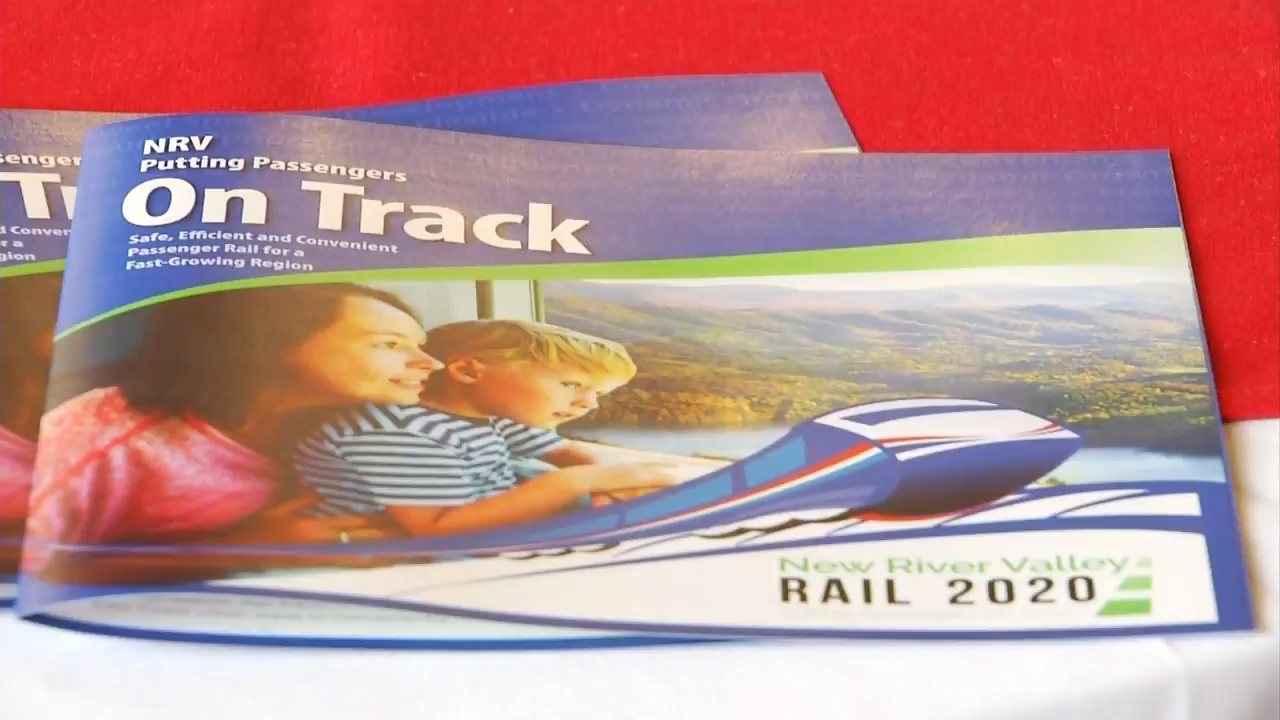 NRV
Putting Passengers
On Track
Safe, Efficient and Convenient
Passenger Rail for a
Fast-Growing Region
New River Valley
RAIL 2020